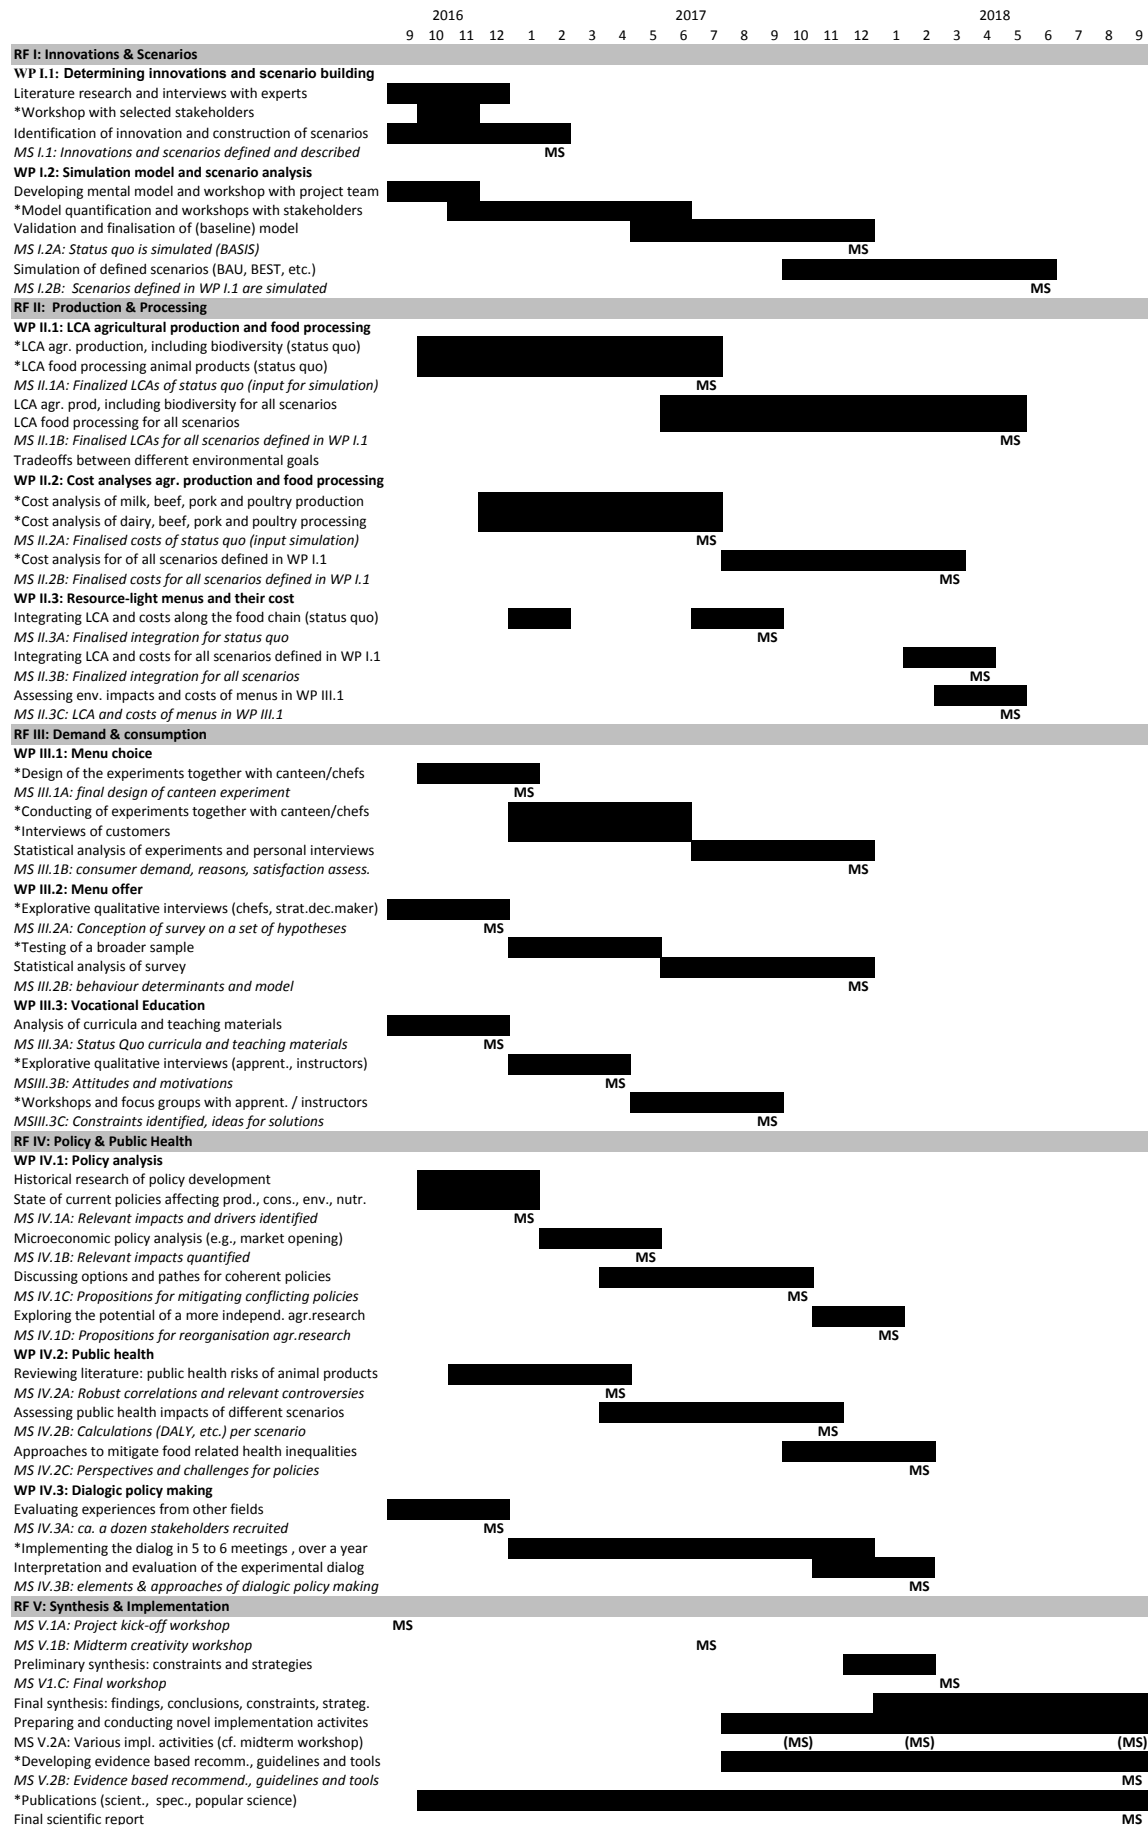 2016 2017 2018
9 10 11 12 1 2 3 4 5 6 7 8 9 10 11 12 1 2 3 4 5 6 7 8 9
RF I: Innovations & Scenarios
WP I.1: Determining innovations and scenario building
Literature research and interviews with experts
*Workshop with selected stakeholders
Identification of innovation and construction of scenarios
MS I.1: Innovations and scenarios defined and described MS
WP I.2: Simulation model and scenario analysis
Developing mental model and workshop with project team
*Model quantification and workshops with stakeholders
Validation and finalisation of (baseline) model
MS I.2A: Status quo is simulated (BASIS) MS
Simulation of defined scenarios (BAU, BEST, etc.)
MS I.2B: Scenarios defined in WP I.1 are simulated MS
RF II: Production & Processing
WP II.1: LCA agricultural production and food processing
*LCA agr. production, including biodiversity (status quo)
*LCA food processing animal products (status quo)
MS II.1A: Finalized LCAs of status quo (input for simulation) MS
LCA agr. prod, including biodiversity for all scenarios
LCA food processing for all scenarios
MS II.1B: Finalised LCAs for all scenarios defined in WP I.1 MS
Tradeoffs between different environmental goals
WP II.2: Cost analyses agr. production and food processing
*Cost analysis of milk, beef, pork and poultry production
*Cost analysis of dairy, beef, pork and poultry processing
MS II.2A: Finalised costs of status quo (input simulation) MS
*Cost analysis for of all scenarios defined in WP I.1
MS II.2B: Finalised costs for all scenarios defined in WP I.1 MS
WP II.3: Resource-light menus and their cost
Integrating LCA and costs along the food chain (status quo)
MS II.3A: Finalised integration for status quo MS
Integrating LCA and costs for all scenarios defined in WP I.1
MS II.3B: Finalized integration for all scenarios MS
Assessing env. impacts and costs of menus in WP III.1
MS II.3C: LCA and costs of menus in WP III.1 MS
RF III: Demand & consumption
WP III.1: Menu choice
*Design of the experiments together with canteen/chefs
MS III.1A: final design of canteen experiment MS
*Conducting of experiments together with canteen/chefs
*Interviews of customers
Statistical analysis of experiments and personal interviews
MS III.1B: consumer demand, reasons, satisfaction assess. MS
WP III.2: Menu offer
*Explorative qualitative interviews (chefs, strat.dec.maker)
MS III.2A: Conception of survey on a set of hypotheses MS
*Testing of a broader sample
Statistical analysis of survey
MS III.2B: behaviour determinants and model MS
WP III.3: Vocational Education
Analysis of curricula and teaching materials
MS III.3A: Status Quo curricula and teaching materials MS
*Explorative qualitative interviews (apprent., instructors)
MSIII.3B: Attitudes and motivations MS
*Workshops and focus groups with apprent. / instructors
MSIII.3C: Constraints identified, ideas for solutions MS
RF IV: Policy & Public Health
WP IV.1: Policy analysis
Historical research of policy development
State of current policies affecting prod., cons., env., nutr.
MS IV.1A: Relevant impacts and drivers identified MS
Microeconomic policy analysis (e.g., market opening)
MS IV.1B: Relevant impacts quantified MS
Discussing options and pathes for coherent policies
MS IV.1C: Propositions for mitigating conflicting policies MS
Exploring the potential of a more independ. agr.research
MS IV.1D: Propositions for reorganisation agr.research MS
WP IV.2: Public health
Reviewing literature: public health risks of animal products
MS IV.2A: Robust correlations and relevant controversies MS
Assessing public health impacts of different scenarios
MS IV.2B: Calculations (DALY, etc.) per scenario MS
Approaches to mitigate food related health inequalities
MS IV.2C: Perspectives and challenges for policies MS
WP IV.3: Dialogic policy making
Evaluating experiences from other fields
MS IV.3A: ca. a dozen stakeholders recruited MS
*Implementing the dialog in 5 to 6 meetings , over a year
Interpretation and evaluation of the experimental dialog
MS IV.3B: elements & approaches of dialogic policy making MS
RF V: Synthesis & Implementation
MS V.1A: Project kick-off workshop MS
MS V.1B: Midterm creativity workshop MS
Preliminary synthesis: constraints and strategies
MS V1.C: Final workshop MS
Final synthesis: findings, conclusions, constraints, strateg.
Preparing and conducting novel implementation activites
MS V.2A: Various impl. activities (cf. midterm workshop) (MS) (MS) (MS)
*Developing evidence based recomm., guidelines and tools
MS V.2B: Evidence based recommend., guidelines and tools MS
*Publications (scient., spec., popular science)
Final scientific report MS